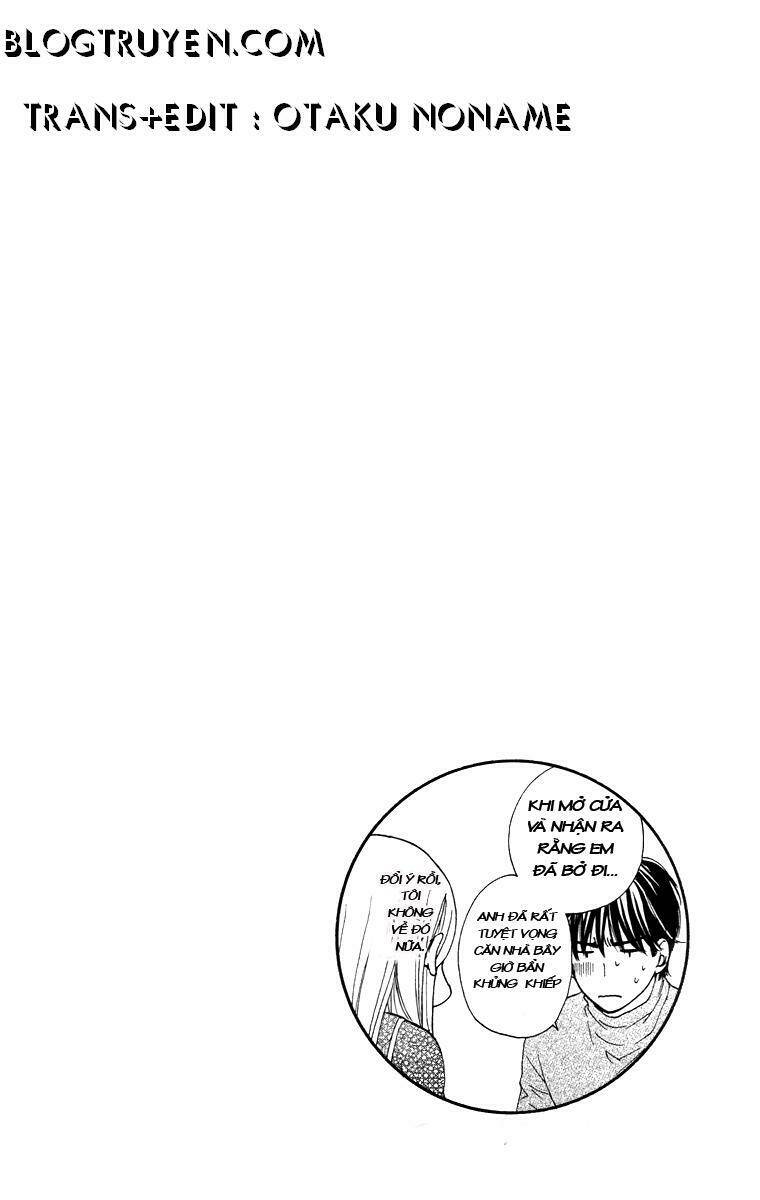 BLOGTRUYEN.COM
TRANS+EDIT : OTAKU NONAME
KHI MỞ CỬA
VÀ NHẬN RA
RẰNG EM
ĐÃ BỞ ĐI...
ANH ĐÃ RẤT
TUYỆT VỌNG
CĂN NHÀ BÂY
GIỜ BẨN
KHỦNG KHIẾP
ĐỔI Ý RỒI,
TÔI
KHÔNG
VỀ ĐÓ
NỮA.